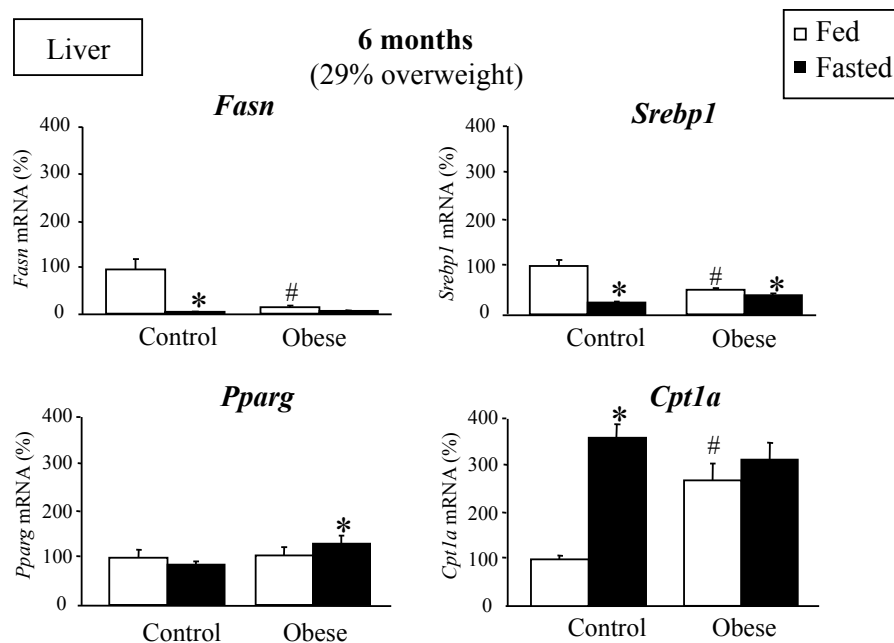 Liver
6 months
(29% overweight)
Fed
Fasted
Fasn
400
300
200
100
0
Fasn mRNA (%)
*
#
Control Obese
Srebp1
400
300
200
100
0
Srebp1 mRNA (%)
*
#
*
Control Obese
Pparg
400
300
200
100
0
Pparg mRNA (%)
*
Control Obese
Cpt1a
400
300
200
100
0
Cpt1a mRNA (%)
*
#
Control Obese